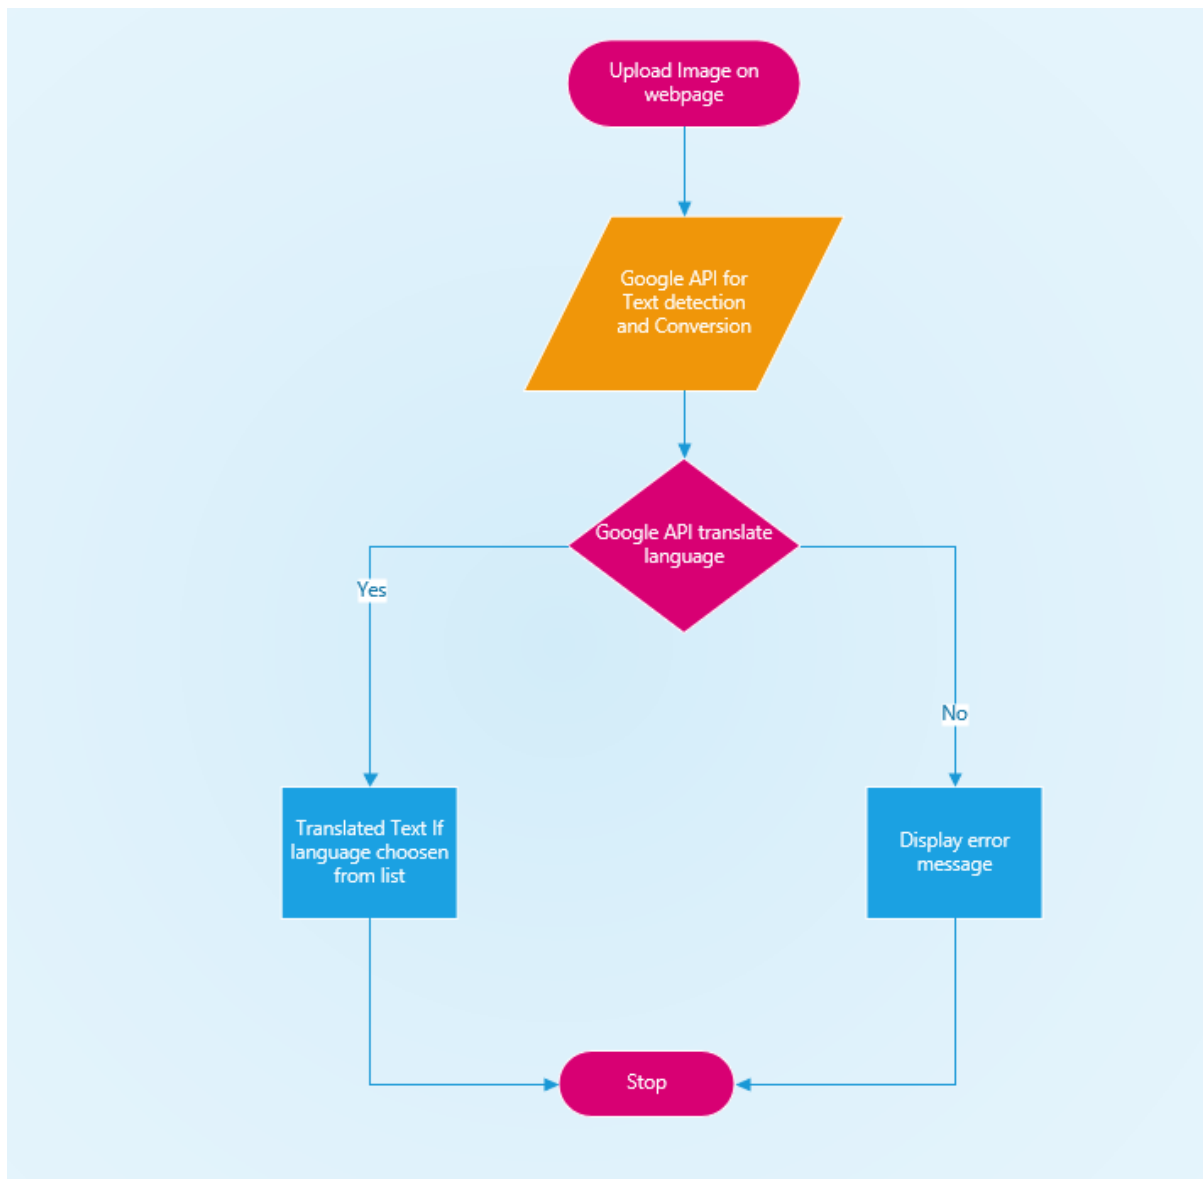 Upload Image on
webpage
Google API for
Text detection
and Conversion
Google API translate
language
Yes
No
Translated Text If
language choosen
from list
Display error
message
Stop